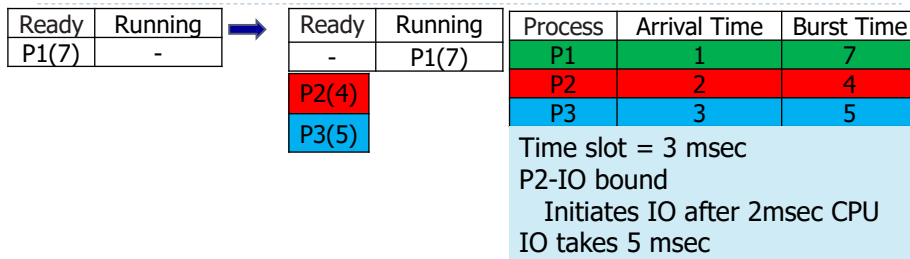 Ready Running
P1(7) -
Ready Running
- P1(7)
P2(4)
P3(5)
Process Arrival Time Burst Time
P1 1 7
P2 2 4
P3 3 5
Time slot = 3 msec
P2-IO bound
Initiates IO after 2msec CPU
IO takes 5 msec